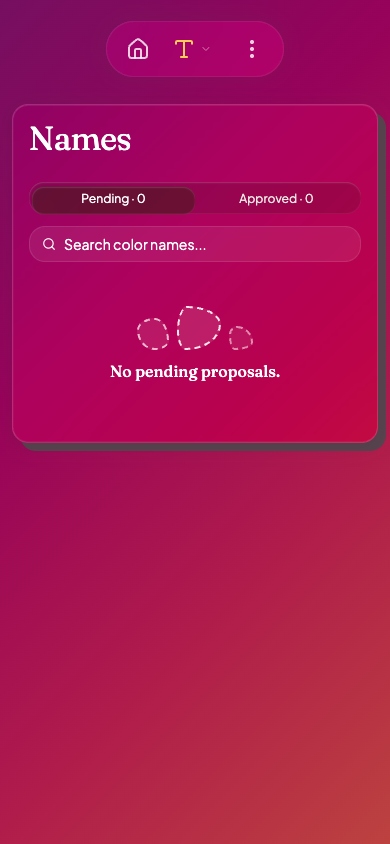 Names
Pending · 0
Approved · 0
Search color names...
No pending proposals.